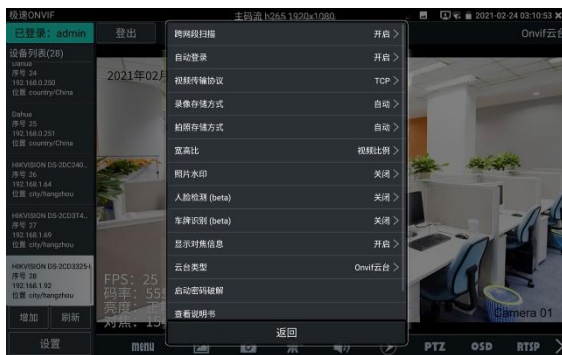 极速ONVIF
主码流 h265 1920x1080
2021-02-24 03:10:53
已登录: admin
登出
Onvif云台
设备列表(28)
Dahua
序号 24
192.168.0.250
位置 country/China
Dahua
序号 25
192.168.0.251
位置 country/China
HIKVISION DS-2DC240..
序号 26
192.168.1.64
位置 city/hangzhou
HIKVISION DS-2CD3T4..
序号 27
192.168.1.69
位置 city/hangzhou
HIKVISION DS-2CD3325-I
序号 28
192.168.1.92
位置 city/hangzhou
增加
刷新
设置
2021年02月
跨网段扫描 开启 >
自动登录 开启 >
视频传输协议 TCP >
录像存储方式 自动 >
拍照存储方式 自动 >
宽高比 视频比例 >
照片水印 关闭 >
人脸检测 (beta) 关闭 >
车牌识别 (beta) 关闭 >
显示对焦信息 开启 >
云台类型 Onvif云台 >
启动密码破解
查看说明书
返回
FPS: 25
码率: 555
亮度: 正
对焦: 15
Camera 01
menu
PTZ
OSD
RTSP